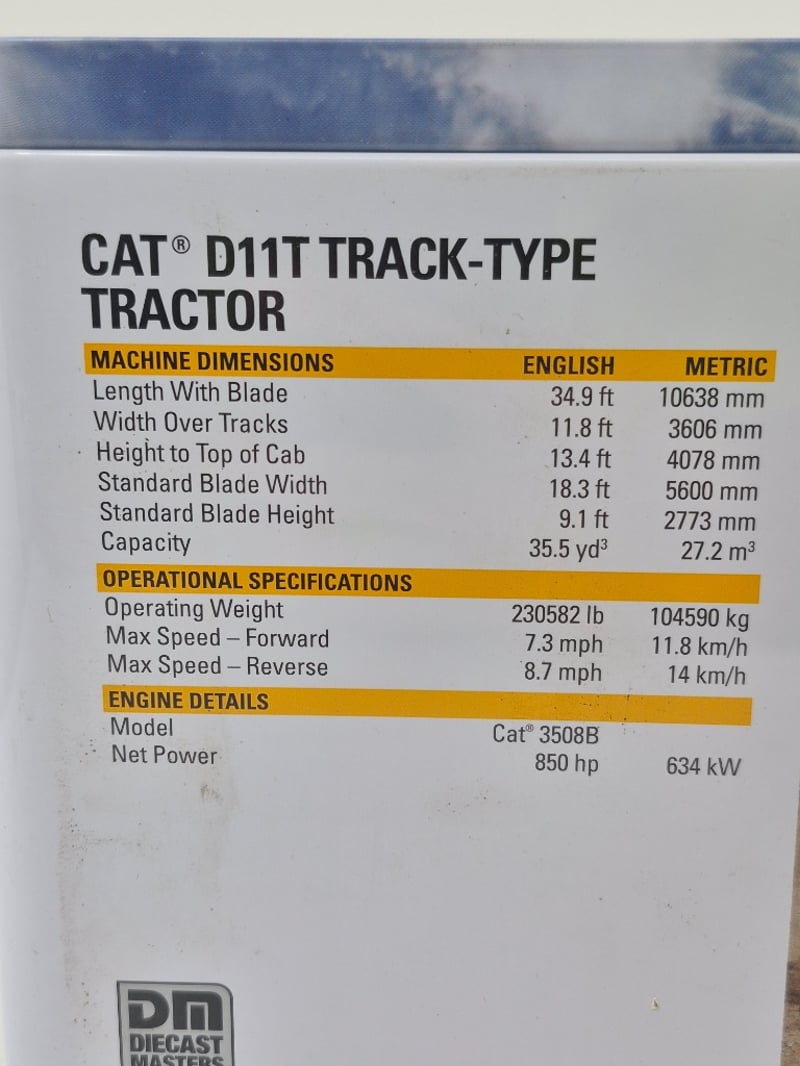 CAT® D11T TRACK-TYPE
TRACTOR
MACHINE DIMENSIONS ENGLISH METRIC
Length With Blade 34.9 ft 10638 mm
Width Over Tracks 11.8 ft 3606 mm
Height to Top of Cab 13.4 ft 4078 mm
Standard Blade Width 18.3 ft 5600 mm
Standard Blade Height 9.1 ft 2773 mm
Capacity 35.5 yd³ 27.2 m³
OPERATIONAL SPECIFICATIONS
Operating Weight 230582 lb 104590 kg
Max Speed – Forward 7.3 mph 11.8 km/h
Max Speed – Reverse 8.7 mph 14 km/h
ENGINE DETAILS
Model Cat® 3508B
Net Power 850 hp 634 kW
DM
DIECAST
MASTERS